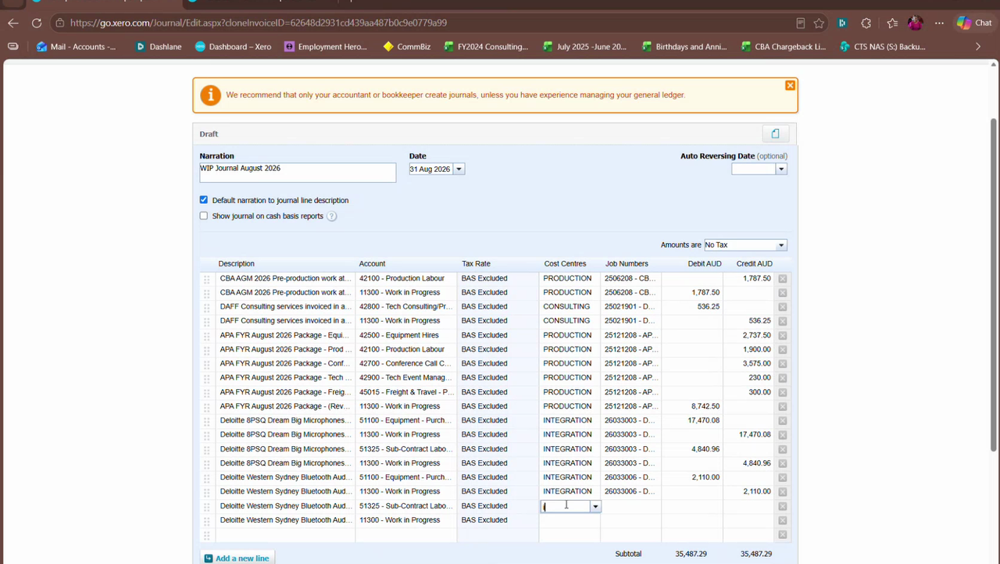 https://go.xero.com/Journal/Edit.aspx?cloneInvoiceID=62648d2931cd439aa487b0c9e0779a99
Chat
Mail - Accounts -...
Dashlane
Dashboard – Xero
Employment Hero...
CommBiz
FY2024 Consulting...
July 2025 -June 20...
Birthdays and Anni...
CBA Chargeback Li...
CTS NAS (S:) Backu...
We recommend that only your accountant or bookkeeper create journals, unless you have experience managing your general ledger.
Draft
Narration Date Auto Reversing Date (optional)
WIP Journal August 2026 31 Aug 2026
Default narration to journal line description
Show journal on cash basis reports ?
Amounts are No Tax
Description Account Tax Rate Cost Centres Job Numbers Debit AUD Credit AUD
CBA AGM 2026 Pre-production work at... 42100 - Production Labour BAS Excluded PRODUCTION 2506208 - CB... 1,787.50
CBA AGM 2026 Pre-production work at... 11300 - Work in Progress BAS Excluded PRODUCTION 2506208 - CB... 1,787.50
DAFF Consulting services invoiced in a... 42800 - Tech Consulting/Pr... BAS Excluded CONSULTING 25021901 - D... 536.25
DAFF Consulting services invoiced in a... 11300 - Work in Progress BAS Excluded CONSULTING 25021901 - D... 536.25
APA FYR August 2026 Package - Equi... 42500 - Equipment Hires BAS Excluded PRODUCTION 25121208 - AP... 2,737.50
APA FYR August 2026 Package - Prod ... 42100 - Production Labour BAS Excluded PRODUCTION 25121208 - AP... 1,900.00
APA FYR August 2026 Package - Conf... 42700 - Conference Call C... BAS Excluded PRODUCTION 25121208 - AP... 3,575.00
APA FYR August 2026 Package - Tech ... 42900 - Tech Event Manag... BAS Excluded PRODUCTION 25121208 - AP... 230.00
APA FYR August 2026 Package - Freig... 45015 - Freight & Travel - P... BAS Excluded PRODUCTION 25121208 - AP... 300.00
APA FYR August 2026 Package - (Rev... 11300 - Work in Progress BAS Excluded PRODUCTION 25121208 - AP... 8,742.50
Deloitte 8PSQ Dream Big Microphones... 51100 - Equipment - Purch... BAS Excluded INTEGRATION 26033003 - D... 17,470.08
Deloitte 8PSQ Dream Big Microphones... 11300 - Work in Progress BAS Excluded INTEGRATION 26033003 - D... 17,470.08
Deloitte 8PSQ Dream Big Microphones... 51325 - Sub-Contract Labo... BAS Excluded INTEGRATION 26033003 - D... 4,840.96
Deloitte 8PSQ Dream Big Microphones... 11300 - Work in Progress BAS Excluded INTEGRATION 26033003 - D... 4,840.96
Deloitte Western Sydney Bluetooth Aud... 51100 - Equipment - Purch... BAS Excluded INTEGRATION 26033006 - D... 2,110.00
Deloitte Western Sydney Bluetooth Aud... 11300 - Work in Progress BAS Excluded INTEGRATION 26033006 - D... 2,110.00
Deloitte Western Sydney Bluetooth Aud... 51325 - Sub-Contract Labo... BAS Excluded
Deloitte Western Sydney Bluetooth Aud... 11300 - Work in Progress BAS Excluded
Add a new line Subtotal 35,487.29 35,487.29